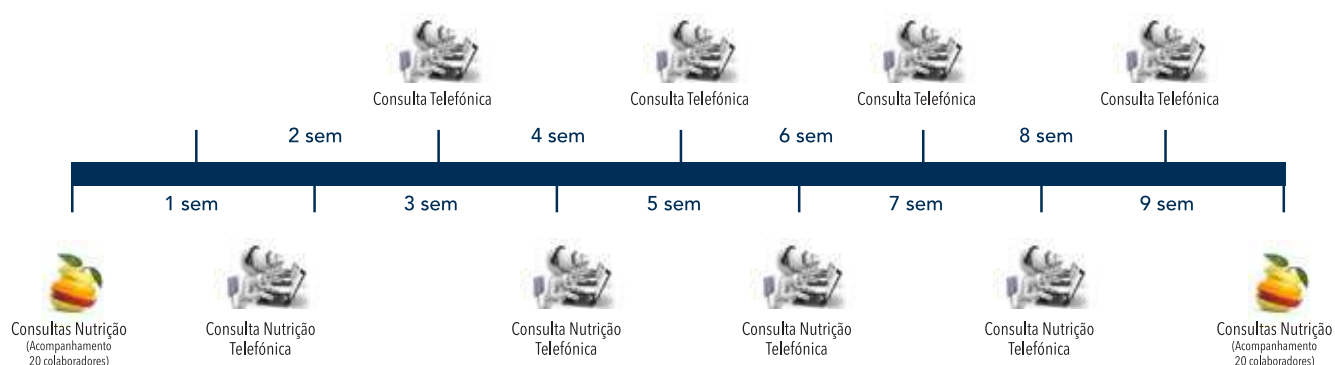 Consulta Telefónica
Consulta Telefónica
Consulta Telefónica
Consulta Telefónica
2 sem
4 sem
6 sem
8 sem
1 sem
3 sem
5 sem
7 sem
9 sem
Consultas Nutrição
(Acompanhamento
20 colaboradores)
Consulta Nutrição
Telefónica
Consulta Nutrição
Telefónica
Consulta Nutrição
Telefónica
Consulta Nutrição
Telefónica
Consultas Nutrição
(Acompanhamento
20 colaboradores)